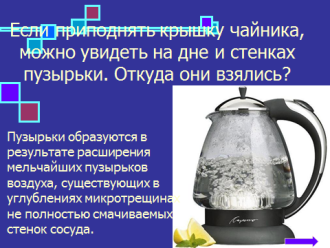 Если приподнять крышку чайника,
можно увидеть на дне и стенках
пузырьки. Откуда они взялись?
Пузырьки образуются в
результате расширения
мельчайших пузырьков
воздуха, существующих в
углублениях микротрещинах
не полностью смачиваемых
стенок сосуда.